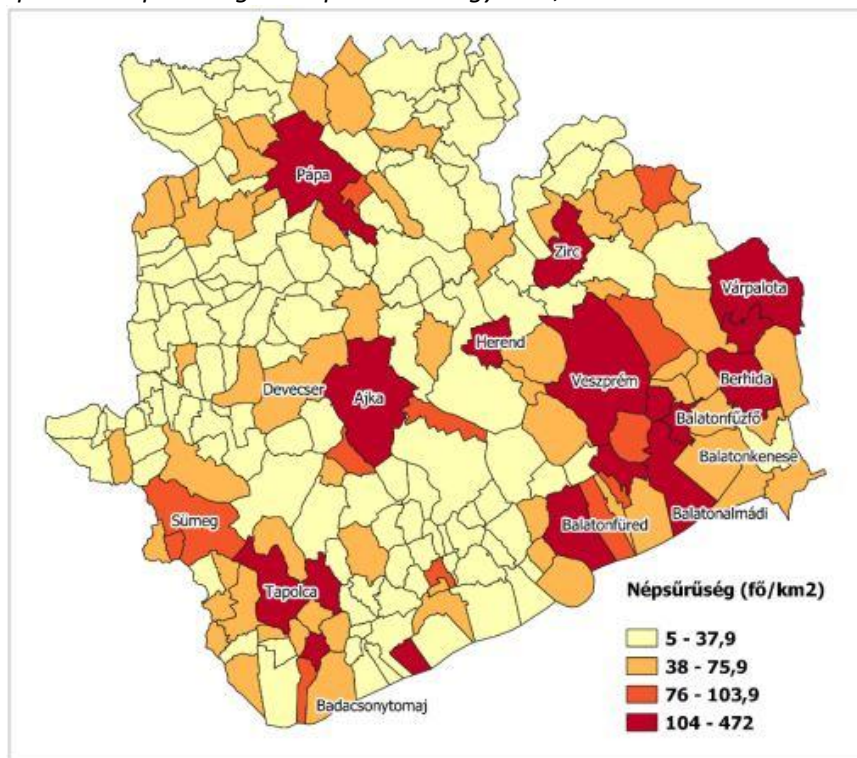 Pápa
Zirc
Várpalota
Herend
Devecser
Ajka
Veszprém
Berhida
Balatonfűzfő
Balatonkenese
Sümeg
Balatonfüred
Balatonalmádi
Tapolca
Badacsonytomaj
Népsűrűség (fő/km2)
5 - 37,9
38 - 75,9
76 - 103,9
104 - 472